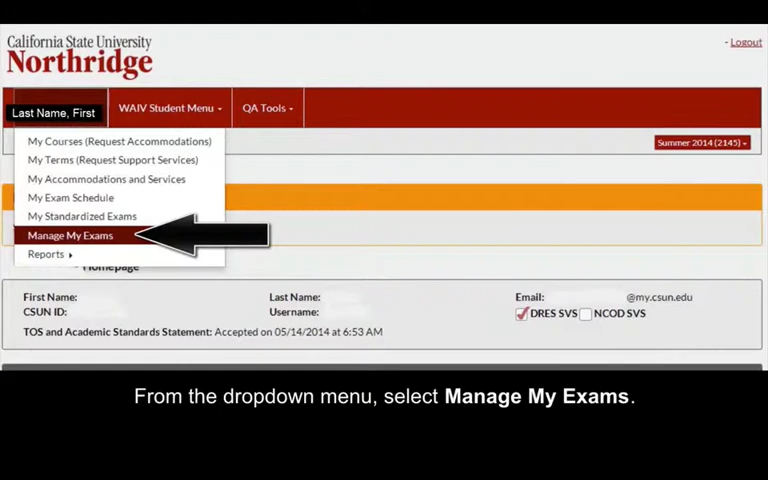 California State University
Northridge
- Logout
Last Name, First
WAIV Student Menu
QA Tools
My Courses (Request Accommodations)
Summer 2014 (2145)
My Terms (Request Support Services)
My Accommodations and Services
My Exam Schedule
My Standardized Exams
Manage My Exams
Reports
- Homepage
First Name: Last Name: Email: @my.csun.edu
CSUN ID: Username: DRES SVS NCOD SVS
TOS and Academic Standards Statement: Accepted on 05/14/2014 at 6:53 AM
From the dropdown menu, select Manage My Exams.